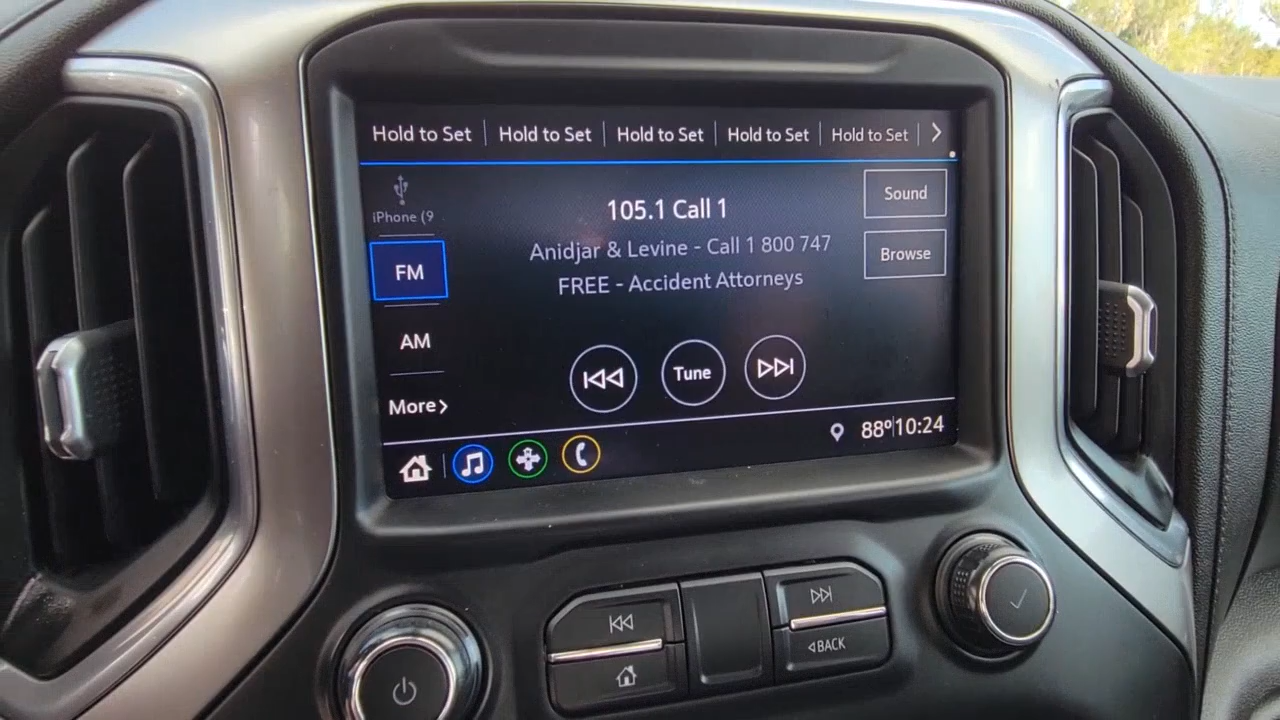 Hold to Set Hold to Set Hold to Set Hold to Set Hold to Set
iPhone (9
Sound
105.1 Call 1
Anidjar & Levine - Call 1 800 747
FREE - Accident Attorneys
Browse
FM
AM
Tune
More
88º 10:24
BACK